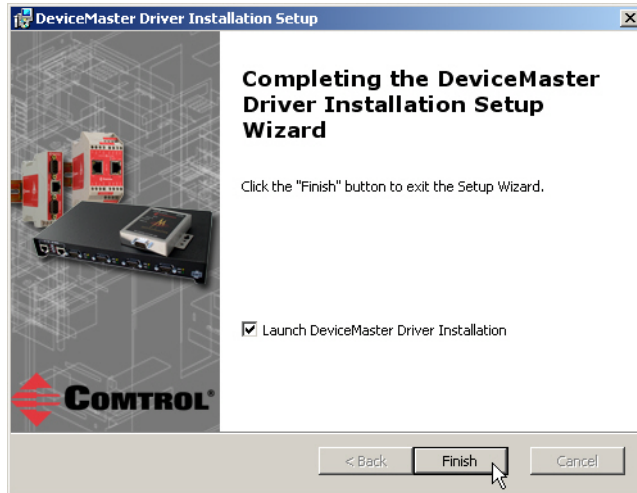 DeviceMaster Driver Installation Setup
Completing the DeviceMaster
Driver Installation Setup
Wizard
Click the "Finish" button to exit the Setup Wizard.
Launch DeviceMaster Driver Installation
COMTROL®
< Back
Finish
Cancel